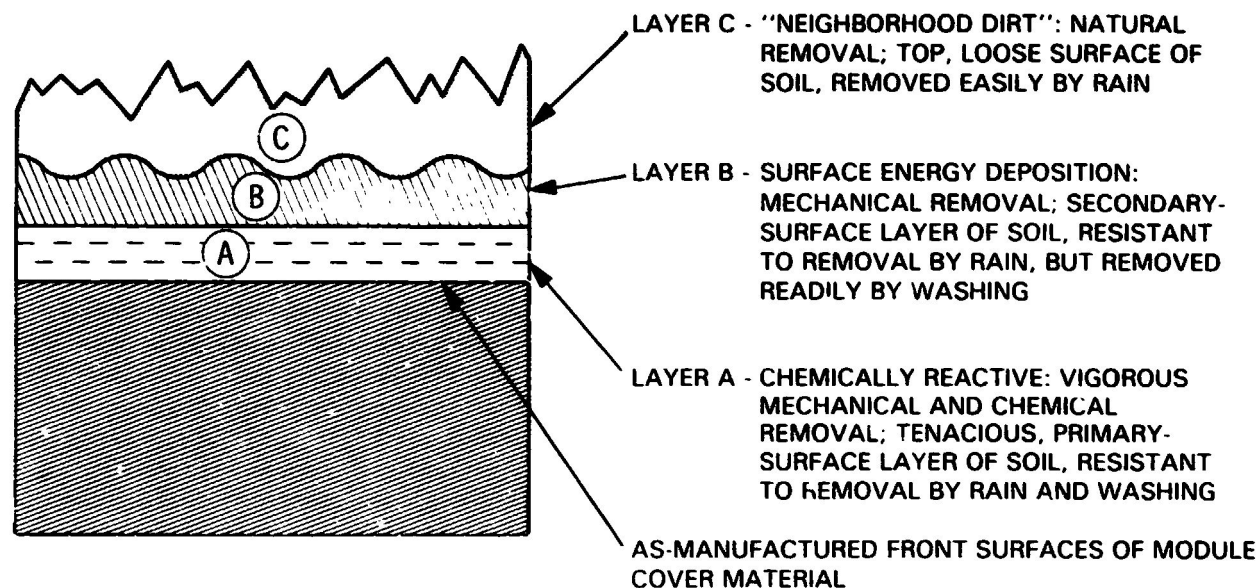 LAYER C - "NEIGHBORHOOD DIRT": NATURAL
REMOVAL; TOP, LOOSE SURFACE OF
SOIL, REMOVED EASILY BY RAIN
C
LAYER B - SURFACE ENERGY DEPOSITION:
MECHANICAL REMOVAL; SECONDARY-
SURFACE LAYER OF SOIL, RESISTANT
TO REMOVAL BY RAIN, BUT REMOVED
READILY BY WASHING
B
A
LAYER A - CHEMICALLY REACTIVE: VIGOROUS
MECHANICAL AND CHEMICAL
REMOVAL; TENACIOUS, PRIMARY-
SURFACE LAYER OF SOIL, RESISTANT
TO REMOVAL BY RAIN AND WASHING
AS-MANUFACTURED FRONT SURFACES OF MODULE
COVER MATERIAL